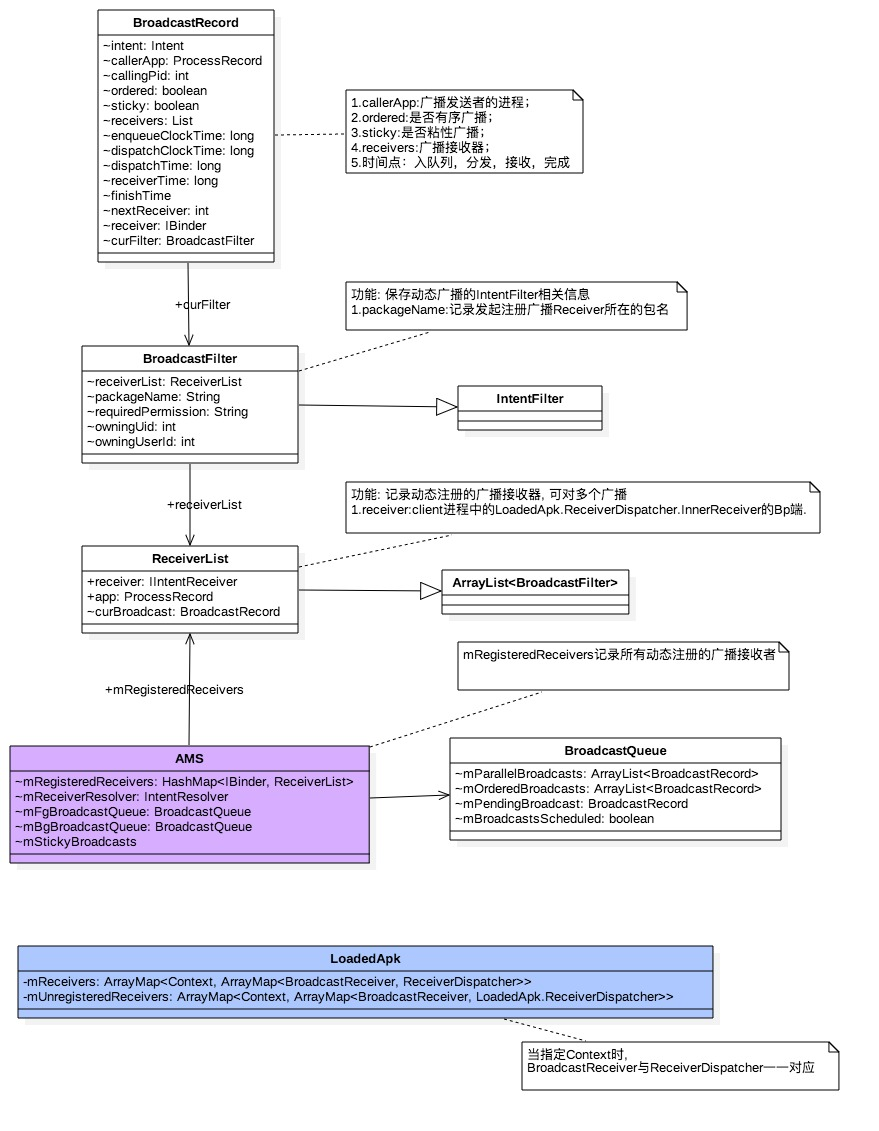 BroadcastRecord
~intent: Intent
~callerApp: ProcessRecord
~callingPid: int
~ordered: boolean
~sticky: boolean
~receivers: List
~enqueueClockTime: long
~dispatchClockTime: long
~dispatchTime: long
~receiverTime: long
~finishTime
~nextReceiver: int
~receiver: IBinder
~curFilter: BroadcastFilter
1.callerApp:广播发送者的进程；
2.ordered:是否有序广播；
3.sticky:是否粘性广播；
4.receivers:广播接收器；
5.时间点：入队列，分发，接收，完成
+curFilter
功能: 保存动态广播的IntentFilter相关信息
1.packageName:记录发起注册广播Receiver所在的包名
BroadcastFilter
~receiverList: ReceiverList
~packageName: String
~requiredPermission: String
~owningUid: int
~owningUserId: int
IntentFilter
+receiverList
功能: 记录动态注册的广播接收器, 可对多个广播
1.receiver:client进程中的LoadedApk.ReceiverDispatcher.InnerReceiver的Bp端.
ReceiverList
+receiver: IIntentReceiver
+app: ProcessRecord
~curBroadcast: BroadcastRecord
ArrayList<BroadcastFilter>
mRegisteredReceivers记录所有动态注册的广播接收者
+mRegisteredReceivers
AMS
~mRegisteredReceivers: HashMap<IBinder, ReceiverList>
~mReceiverResolver: IntentResolver
~mFgBroadcastQueue: BroadcastQueue
~mBgBroadcastQueue: BroadcastQueue
~mStickyBroadcasts
BroadcastQueue
~mParallelBroadcasts: ArrayList<BroadcastRecord>
~mOrderedBroadcasts: ArrayList<BroadcastRecord>
~mPendingBroadcast: BroadcastRecord
~mBroadcastsScheduled: boolean
LoadedApk
-mReceivers: ArrayMap<Context, ArrayMap<BroadcastReceiver, ReceiverDispatcher>>
-mUnregisteredReceivers: ArrayMap<Context, ArrayMap<BroadcastReceiver, LoadedApk.ReceiverDispatcher>>
当指定Context时,
BroadcastReceiver与ReceiverDispatcher一一对应